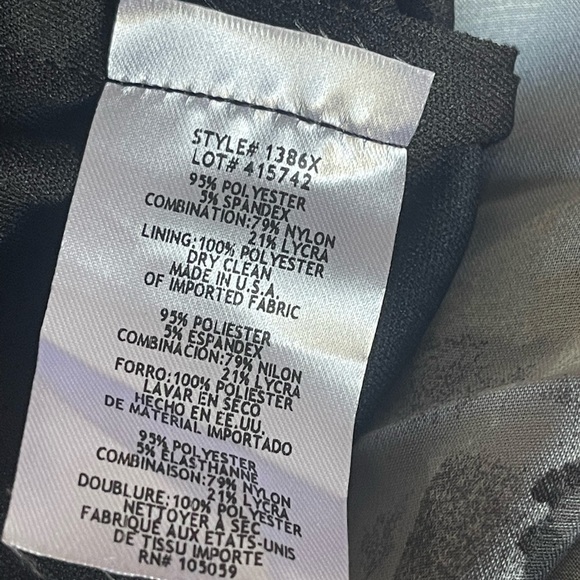 STYLE# 1386X
LOT# 415742
95% POLYESTER
5% SPANDEX
COMBINATION:79% NYLON
21% LYCRA
LINING:100% POLYESTER
DRY CLEAN
MADE IN U.S.A.
OF IMPORTED FABRIC
95% POLIESTER
5% ESPANDEX
COMBINACIÓN:79% NILON
21% LYCRA
FORRO:100% POLIESTER
LAVAR EN SECO
HECHO EN EE.UU.
DE MATERIAL IMPORTADO
95% POLYESTER
5% ELASTHANNE
COMBINAISON:79% NYLON
21% LYCRA
DOUBLURE:100% POLYESTER
NETTOYER À SEC
FABRIQUÉ AUX ÉTATS-UNIS
DE TISSU IMPORTE
RN# 105059